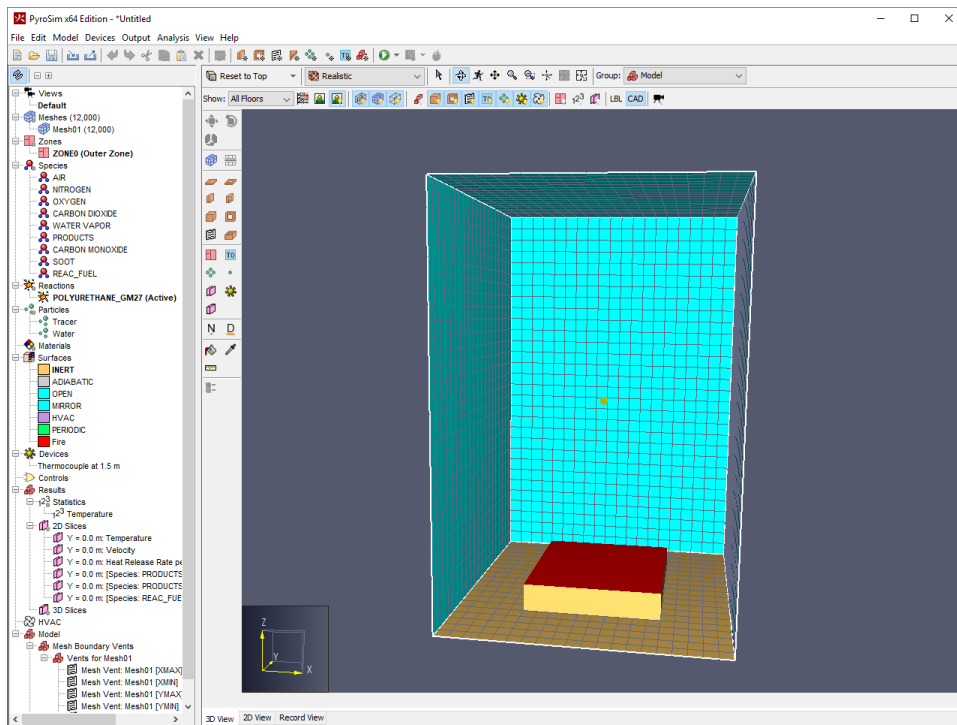 PyroSim x64 Edition - *Untitled
File Edit Model Devices Output Analysis View Help
Reset to Top Realistic Group: Model
Show: All Floors 123 LBL CAD
Views
Default
Meshes (12,000)
Mesh01 (12,000)
Zones
ZONE0 (Outer Zone)
Species
AIR
NITROGEN
OXYGEN
CARBON DIOXIDE
WATER VAPOR
PRODUCTS
CARBON MONOXIDE
SOOT
REAC_FUEL
Reactions
POLYURETHANE_GM27 (Active)
Particles
Tracer
Water
Materials
Surfaces
INERT
ADIABATIC
OPEN
MIRROR
HVAC
PERIODIC
Fire
Devices
Thermocouple at 1.5 m
Controls
Results
123 Statistics
123 Temperature
2D Slices
Y = 0.0 m: Temperature
Y = 0.0 m: Velocity
Y = 0.0 m: Heat Release Rate pe
Y = 0.0 m: [Species: PRODUCTS
Y = 0.0 m: [Species: PRODUCTS
Y = 0.0 m: [Species: REAC_FUE
3D Slices
HVAC
Model
Mesh Boundary Vents
Vents for Mesh01
Mesh Vent: Mesh01 [XMAX]
Mesh Vent: Mesh01 [XMIN]
Mesh Vent: Mesh01 [YMAX]
Mesh Vent: Mesh01 [YMIN]
N D
Z
Y
X
3D View 2D View Record View